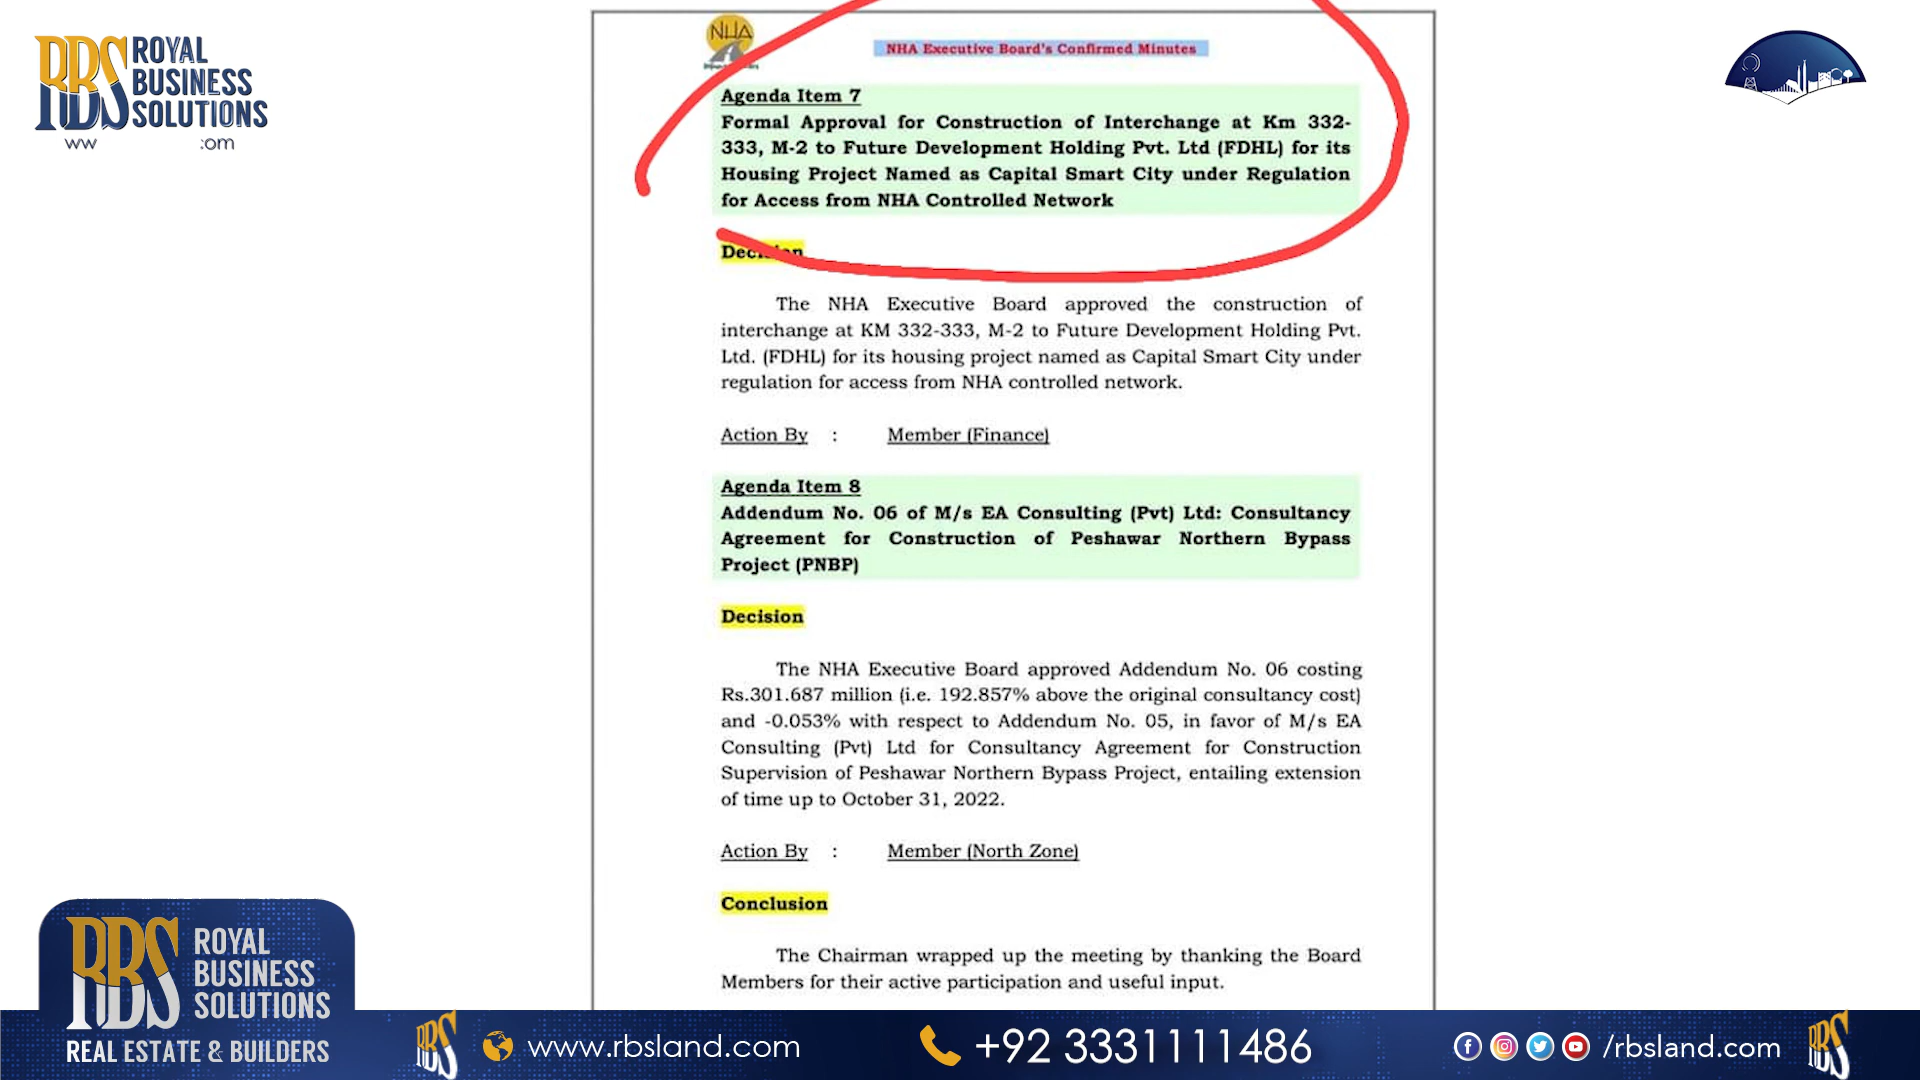 RBS ROYAL
BUSINESS
SOLUTIONS
ww :om
NHA
NHA Executive Board's Confirmed Minutes
Agenda Item 7
Formal Approval for Construction of Interchange at Km 332-
333, M-2 to Future Development Holding Pvt. Ltd (FDHL) for its
Housing Project Named as Capital Smart City under Regulation
for Access from NHA Controlled Network
Decision
The NHA Executive Board approved the construction of
interchange at KM 332-333, M-2 to Future Development Holding Pvt.
Ltd. (FDHL) for its housing project named as Capital Smart City under
regulation for access from NHA controlled network.
Action By : Member (Finance)
Agenda Item 8
Addendum No. 06 of M/s EA Consulting (Pvt) Ltd: Consultancy
Agreement for Construction of Peshawar Northern Bypass
Project (PNBP)
Decision
The NHA Executive Board approved Addendum No. 06 costing
Rs.301.687 million (i.e. 192.857% above the original consultancy cost)
and -0.053% with respect to Addendum No. 05, in favor of M/s EA
Consulting (Pvt) Ltd for Consultancy Agreement for Construction
Supervision of Peshawar Northern Bypass Project, entailing extension
of time up to October 31, 2022.
Action By : Member (North Zone)
Conclusion
The Chairman wrapped up the meeting by thanking the Board
Members for their active participation and useful input.
RBS ROYAL
BUSINESS
SOLUTIONS
REAL ESTATE & BUILDERS
RBS www.rbsland.com +92 3331111486 /rbsland.com RBS